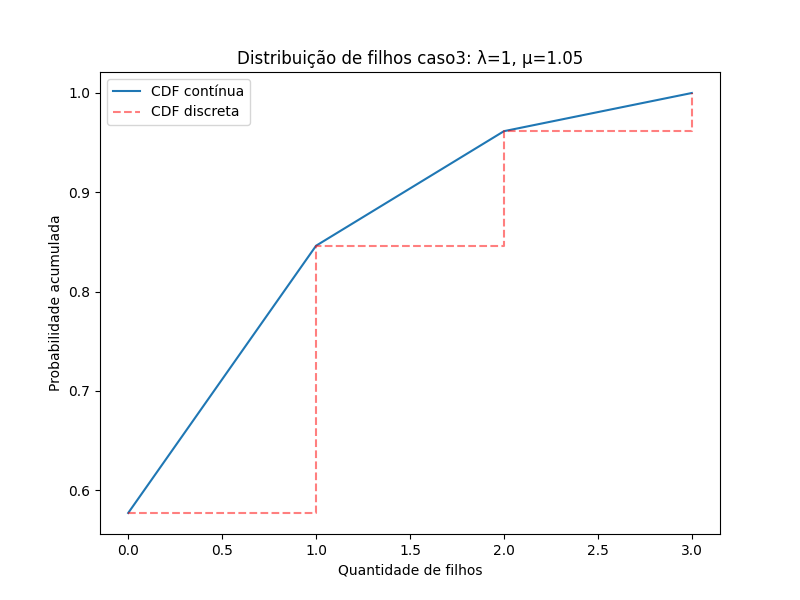 Distribuição de filhos caso3: λ=1, μ=1.05
CDF contínua
CDF discreta
Probabilidade acumulada
1.0
0.9
0.8
0.7
0.6
0.0 0.5 1.0 1.5 2.0 2.5 3.0
Quantidade de filhos